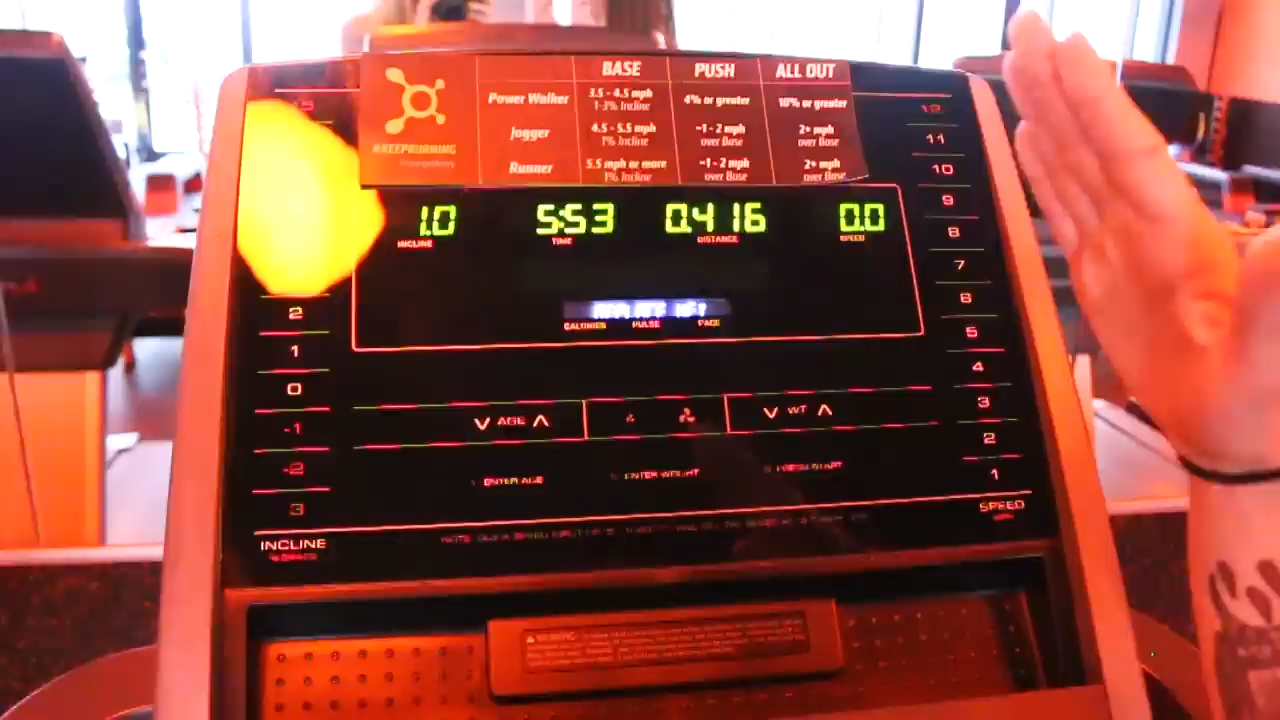 BASE PUSH ALL OUT
Power Walker 3.5 - 4.5 mph 4% or greater 10% or greater
1-3% Incline
Jogger 4.5 - 5.5 mph ~1 - 2 mph 2+ mph
1% Incline over Base over Base
Runner 5.5 mph or more ~1 - 2 mph 2+ mph
1% Incline over Base over Base
#KEEPBURNING
1.0 5:53 0.416 0.0
INCLINE TIME DISTANCE SPEED
CALORIES PULSE PACE
2
1
0
-1
-2
3
INCLINE
12
11
10
9
8
7
6
5
4
3
2
1
SPEED
AGE WT
ENTER AGE ENTER WEIGHT PRESS START
WARNING